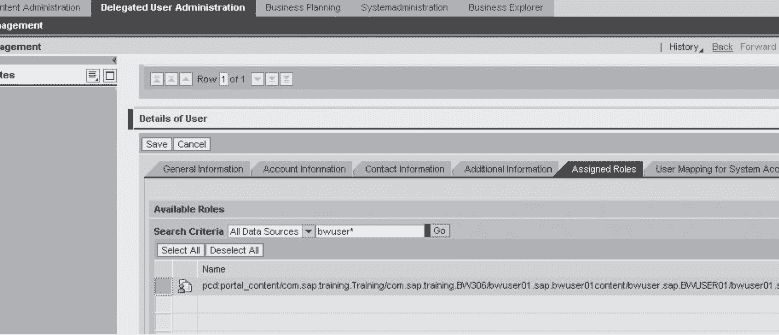 ntent Administration Delegated User Administration Business Planning Systemadministration Business Explorer
nagement
nagement | History Back Forward
tes
Row 1 of 1
Details of User
Save Cancel
General Information Account Information Contact Information Additional Information Assigned Roles User Mapping for System Acc
Available Roles
Search Criteria All Data Sources bwuser* Go
Select All Deselect All
Name
pcd:portal_content/com.sap.training.Training/com.sap.training.BW306/bwuser01.sap.bwuser01content/bwuser.sap.BWUSER01/bwuser01.s